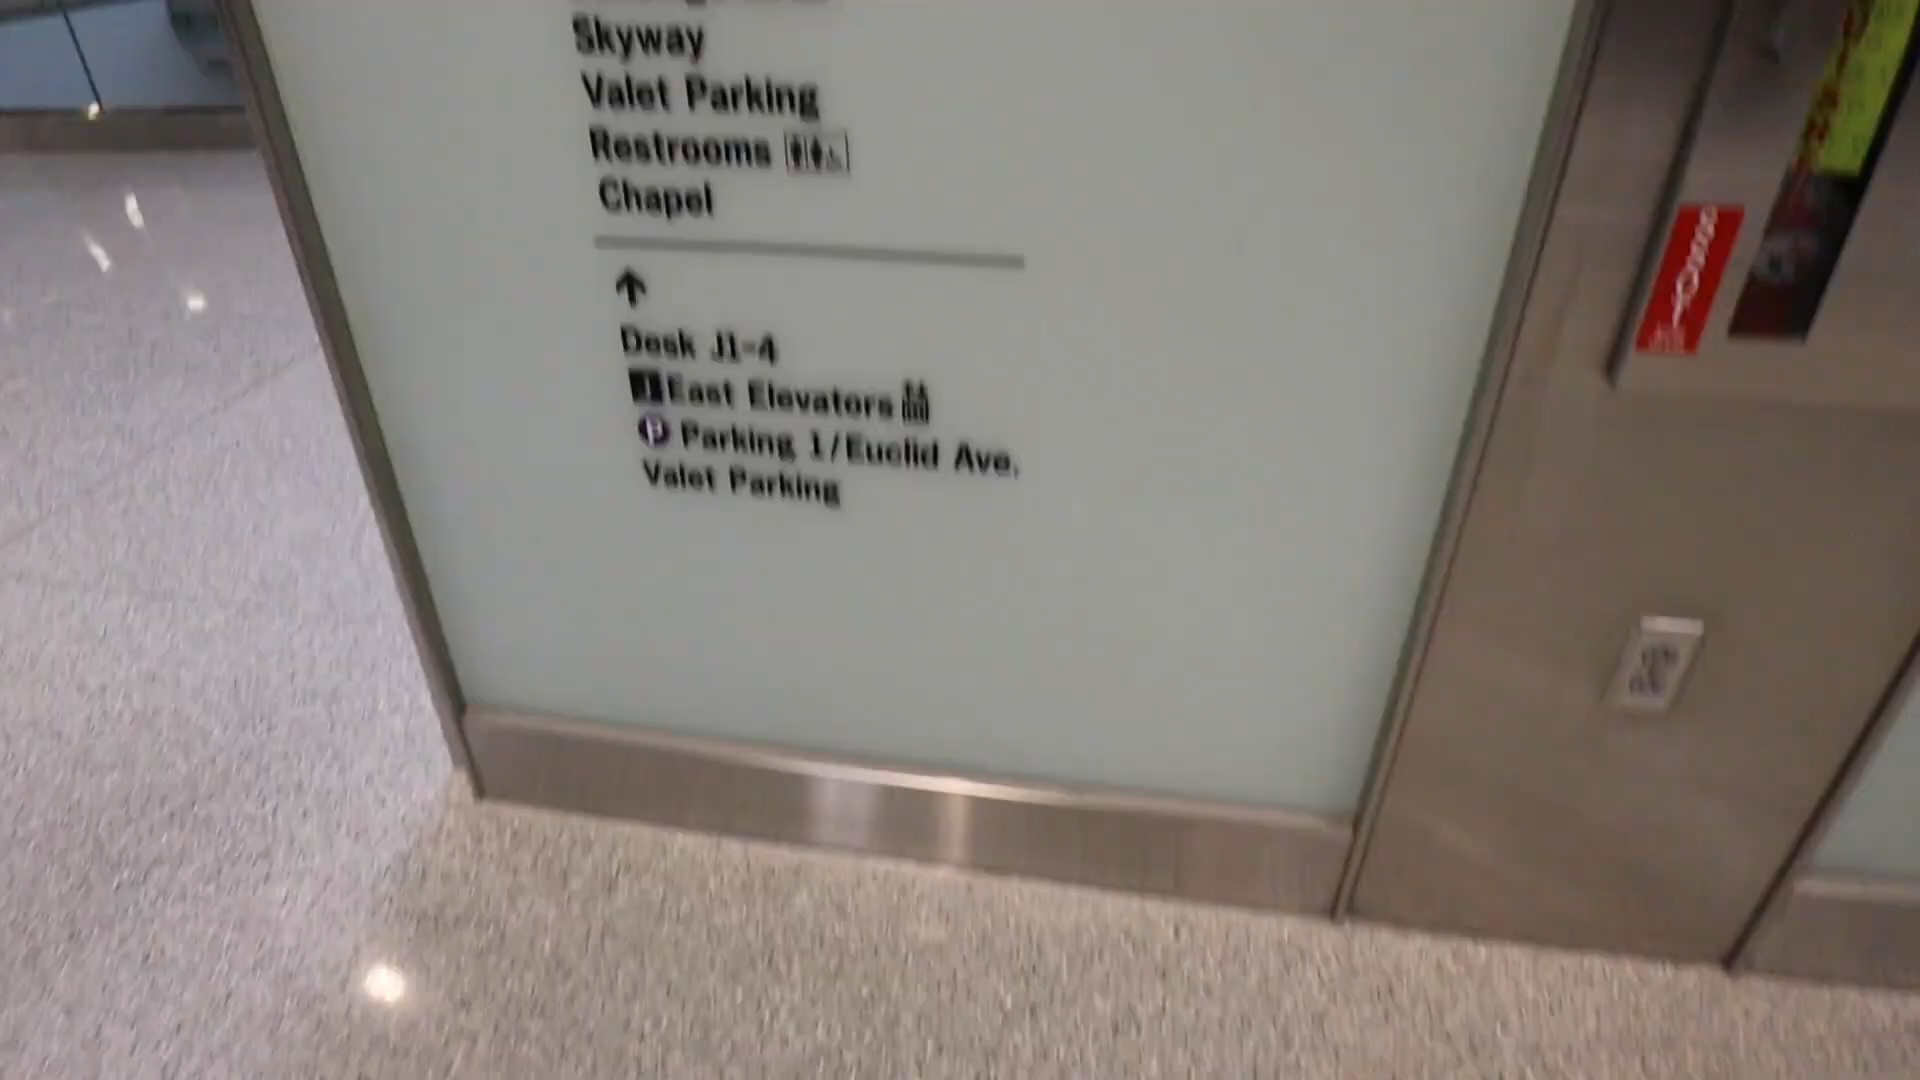 Skyway
Valet Parking
Restrooms
Chapel
↑
Desk J1-4
J East Elevators
P Parking 1/Euclid Ave.
Valet Parking